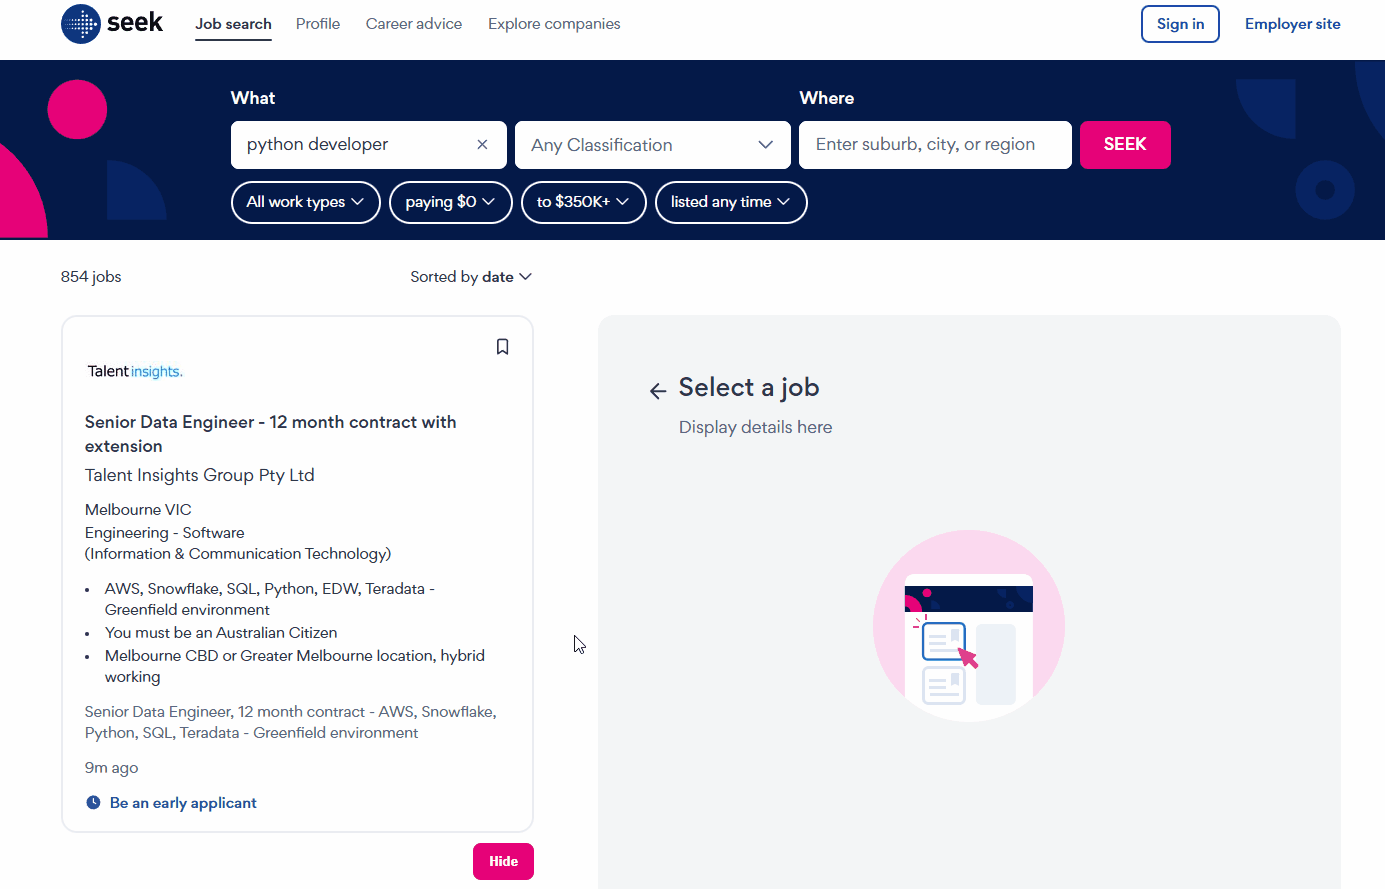 seek
Job search
Profile
Career advice
Explore companies
Sign in
Employer site
What
Where
python developer
Any Classification
Enter suburb, city, or region
SEEK
All work types
paying $0
to $350K+
listed any time
854 jobs
Sorted by date
Talent insights.
Senior Data Engineer - 12 month contract with
extension
Talent Insights Group Pty Ltd
Melbourne VIC
Engineering - Software
(Information & Communication Technology)
• AWS, Snowflake, SQL, Python, EDW, Teradata -
Greenfield environment
• You must be an Australian Citizen
• Melbourne CBD or Greater Melbourne location, hybrid
working
Senior Data Engineer, 12 month contract - AWS, Snowflake,
Python, SQL, Teradata - Greenfield environment
9m ago
Be an early applicant
Hide
Select a job
Display details here